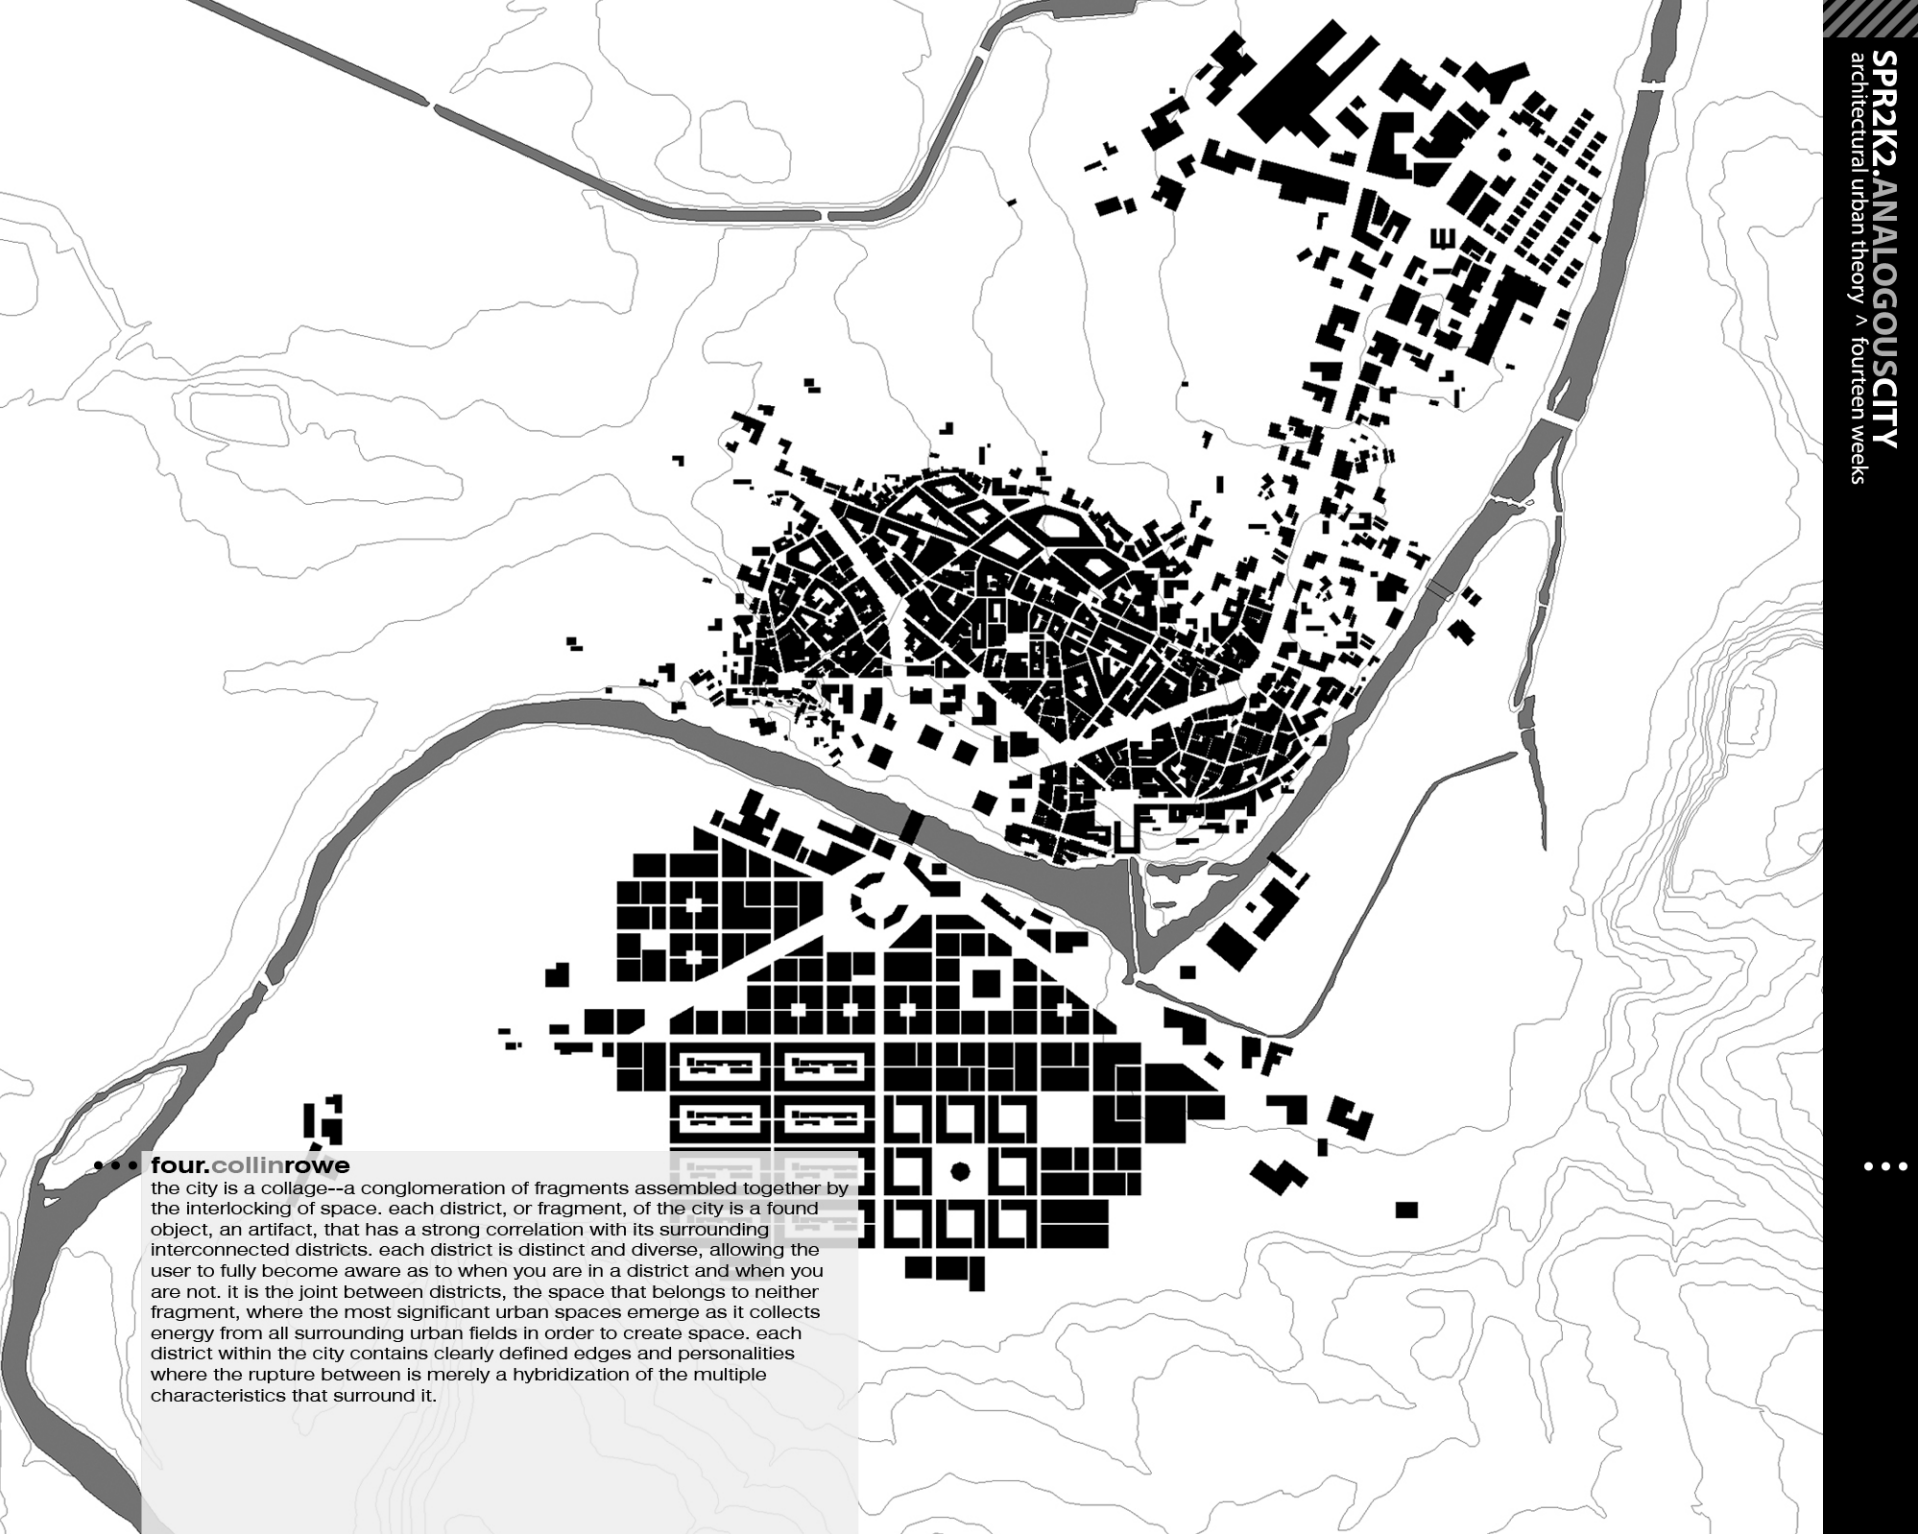 SPR2K2.ANALOGOUSCITY
architectural urban theory ^ fourteen weeks
four.collinrowe
the city is a collage--a conglomeration of fragments assembled together by
the interlocking of space. each district, or fragment, of the city is a found
object, an artifact, that has a strong correlation with its surrounding
interconnected districts. each district is distinct and diverse, allowing the
user to fully become aware as to when you are in a district and when you
are not. it is the joint between districts, the space that belongs to neither
fragment, where the most significant urban spaces emerge as it collects
energy from all surrounding urban fields in order to create space. each
district within the city contains clearly defined edges and personalities
where the rupture between is merely a hybridization of the multiple
characteristics that surround it.